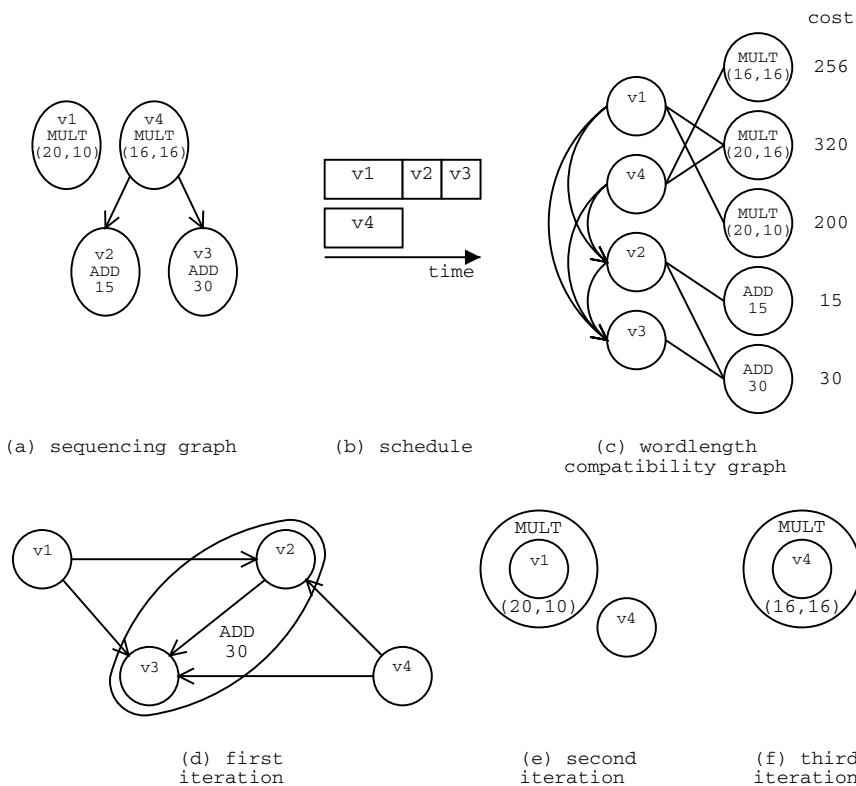 cost
v1
MULT
(20,10)
v4
MULT
(16,16)
v2
ADD
15
v3
ADD
30
(a) sequencing graph
v1 v2 v3
v4
time
(b) schedule
v1
v4
v2
v3
MULT
(16,16)
256
MULT
(20,16)
320
MULT
(20,10)
200
ADD
15
15
ADD
30
30
(c) wordlength
compatibility graph
v1
v2
ADD
30
v3
v4
(d) first
iteration
MULT
v1
(20,10)
v4
(e) second
iteration
MULT
v4
(16,16)
(f) third
iteration